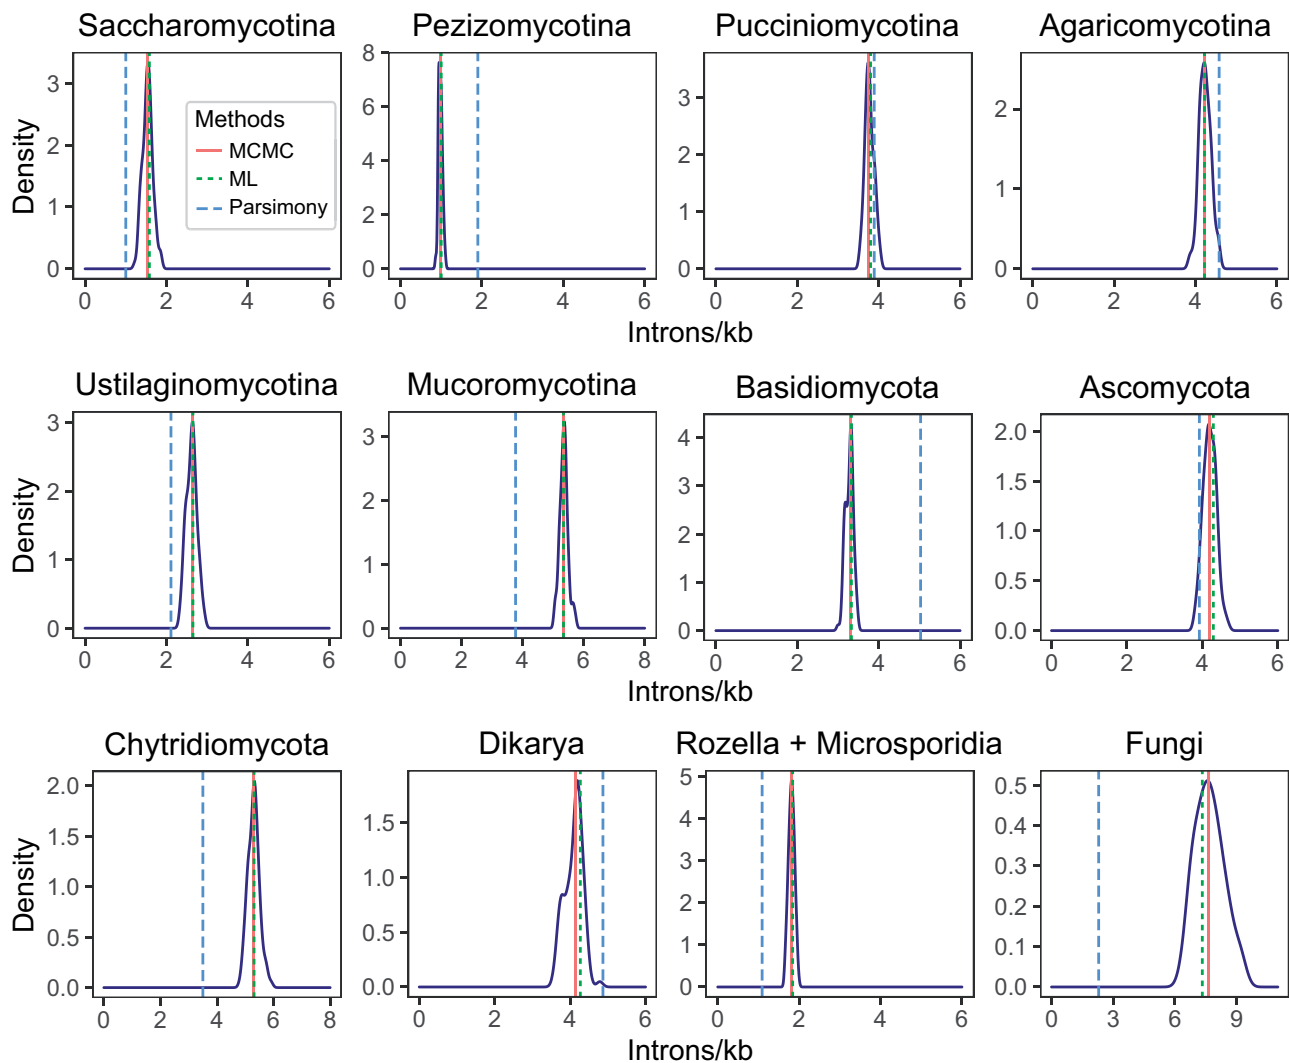 Saccharomycotina Pezizomycotina Pucciniomycotina Agaricomycotina
Density
3
2
1
0
0 2 4 6
Methods
MCMC
ML
Parsimony
8
6
4
2
0
0 2 4 6
3
2
1
0
0 2 4 6
2
1
0
0 2 4 6
Introns/kb
Ustilaginomycotina Mucoromycotina Basidiomycota Ascomycota
Density
3
2
1
0
0 2 4 6
3
2
1
0
0 2 4 6 8
4
3
2
1
0
0 2 4 6
2.0
1.5
1.0
0.5
0.0
0 2 4 6
Introns/kb
Chytridiomycota Dikarya Rozella + Microsporidia Fungi
Density
2.0
1.5
1.0
0.5
0.0
0 2 4 6 8
1.5
1.0
0.5
0.0
0 2 4 6
5
4
3
2
1
0
0 2 4 6
0.5
0.4
0.3
0.2
0.1
0.0
0 3 6 9
Introns/kb